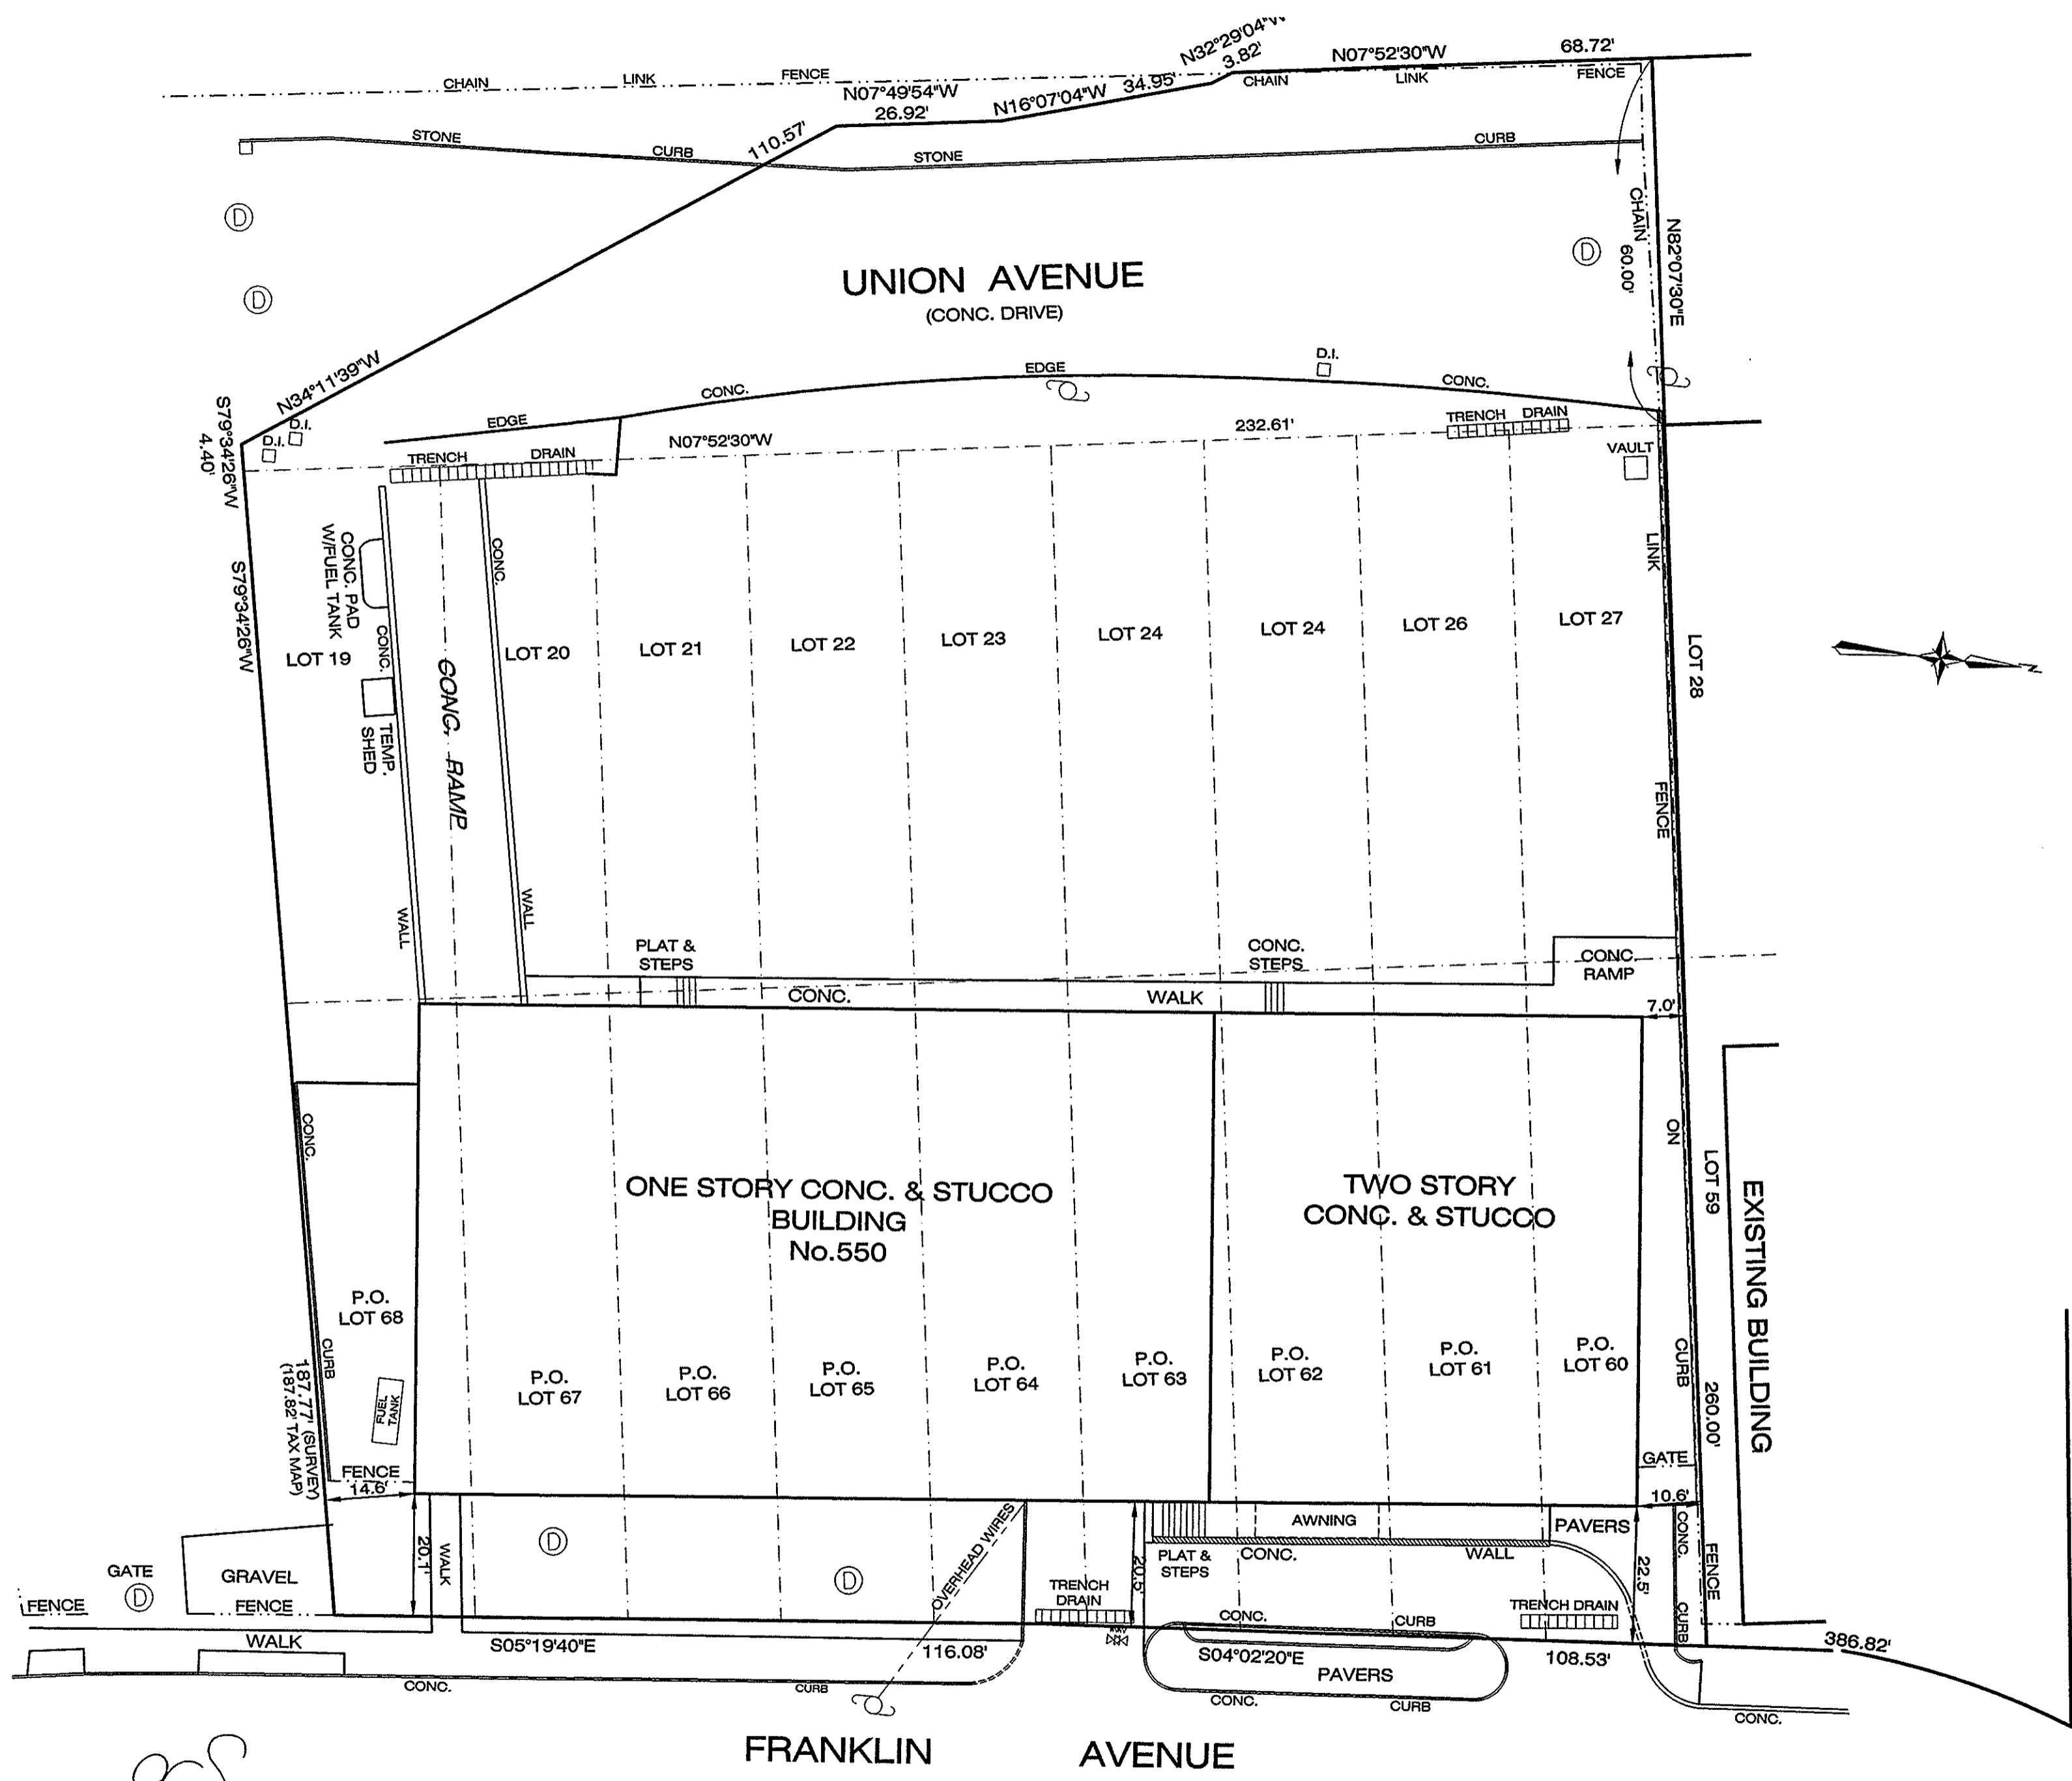 N32°29'04"W
3.82'
N07°52'30"W
68.72'
CHAIN LINK FENCE
CHAIN LINK FENCE
N07°49'54"W
26.92'
N16°07'04"W
34.95'
110.57'
STONE CURB
STONE CURB
D
D
D
CHAIN
60.00'
N82°07'30"E
UNION AVENUE
(CONC. DRIVE)
N34°11'39"W
D.I.
EDGE
CONC.
EDGE
CONC.
S79°34'26"W
4.40'
D.I.
D.I.
TRENCH DRAIN
N07°52'30"W
232.61'
TRENCH DRAIN
VAULT
S79°34'26"W
CONC. PAD
W/FUEL TANK
CONC.
CONC.
LINK
LOT 19
LOT 20
LOT 21
LOT 22
LOT 23
LOT 24
LOT 24
LOT 26
LOT 27
LOT 28
N
TEMP.
SHED
CONC. RAMP
FENCE
WALL
WALL
PLAT &
STEPS
CONC.
STEPS
CONC.
RAMP
CONC.
WALK
7.0'
CONC.
ON
ONE STORY CONC. & STUCCO
BUILDING
No.550
TWO STORY
CONC. & STUCCO
LOT 59
EXISTING BUILDING
P.O.
LOT 68
CURB
P.O.
LOT 67
P.O.
LOT 66
P.O.
LOT 65
P.O.
LOT 64
P.O.
LOT 63
P.O.
LOT 62
P.O.
LOT 61
P.O.
LOT 60
CURB
260.00'
FUEL
TANK
187.77' (SURVEY)
(187.82' TAX MAP)
FENCE
14.6'
GATE
10.6'
20.1'
WALK
D
D
OVERHEAD WIRES
20.5'
AWNING
PAVERS
PLAT &
STEPS
CONC. WALL
22.5'
CONC.
FENCE
CURB
GATE
D
GRAVEL
FENCE
FENCE
TRENCH
DRAIN
TRENCH DRAIN
CONC. CURB
WALK
S05°19'40"E
116.08'
S04°02'20"E
108.53'
386.82'
PAVERS
CONC. CURB
CONC. CURB
CONC.
FRANKLIN AVENUE